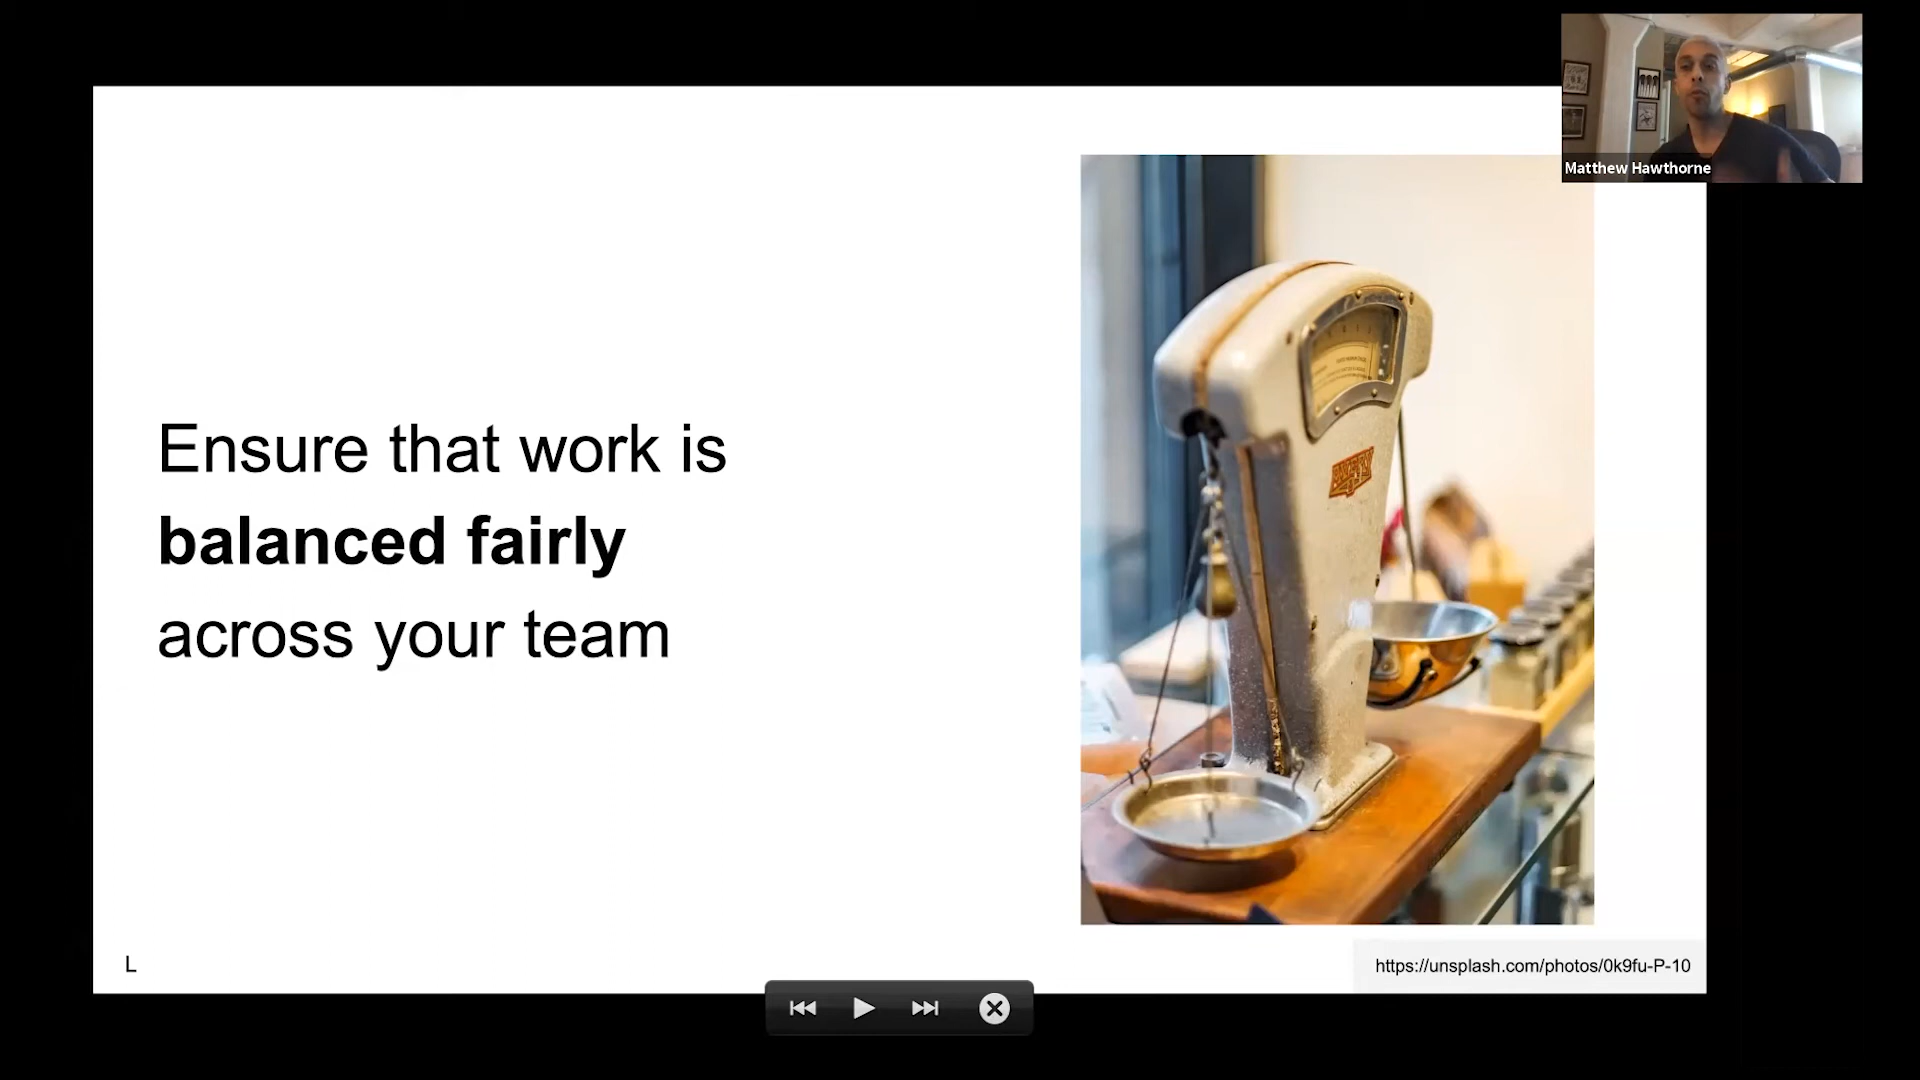 Matthew Hawthorne
Ensure that work is
balanced fairly
across your team
L
https://unsplash.com/photos/0k9fu-P-10